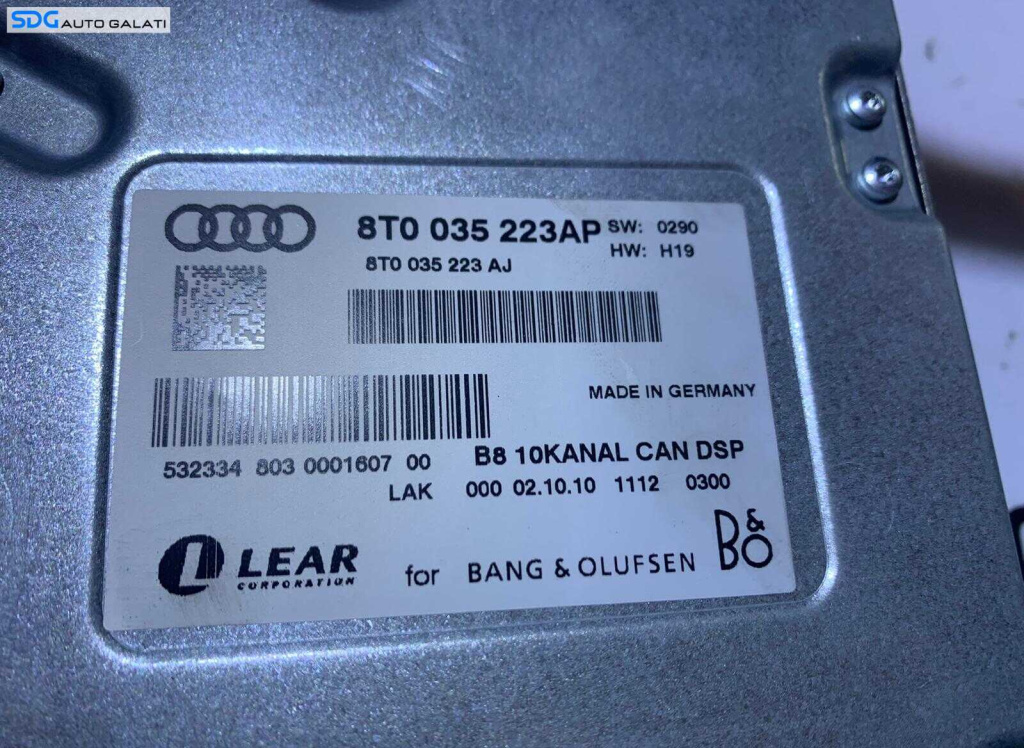 SDG AUTO GALATI
8T0 035 223AP SW: 0290
HW: H19
8T0 035 223 AJ
MADE IN GERMANY
532334 803 0001607 00
B8 10KANAL CAN DSP
LAK 000 02.10.10 1112 0300
LEAR
CORPORATION
for BANG & OLUFSEN B&O